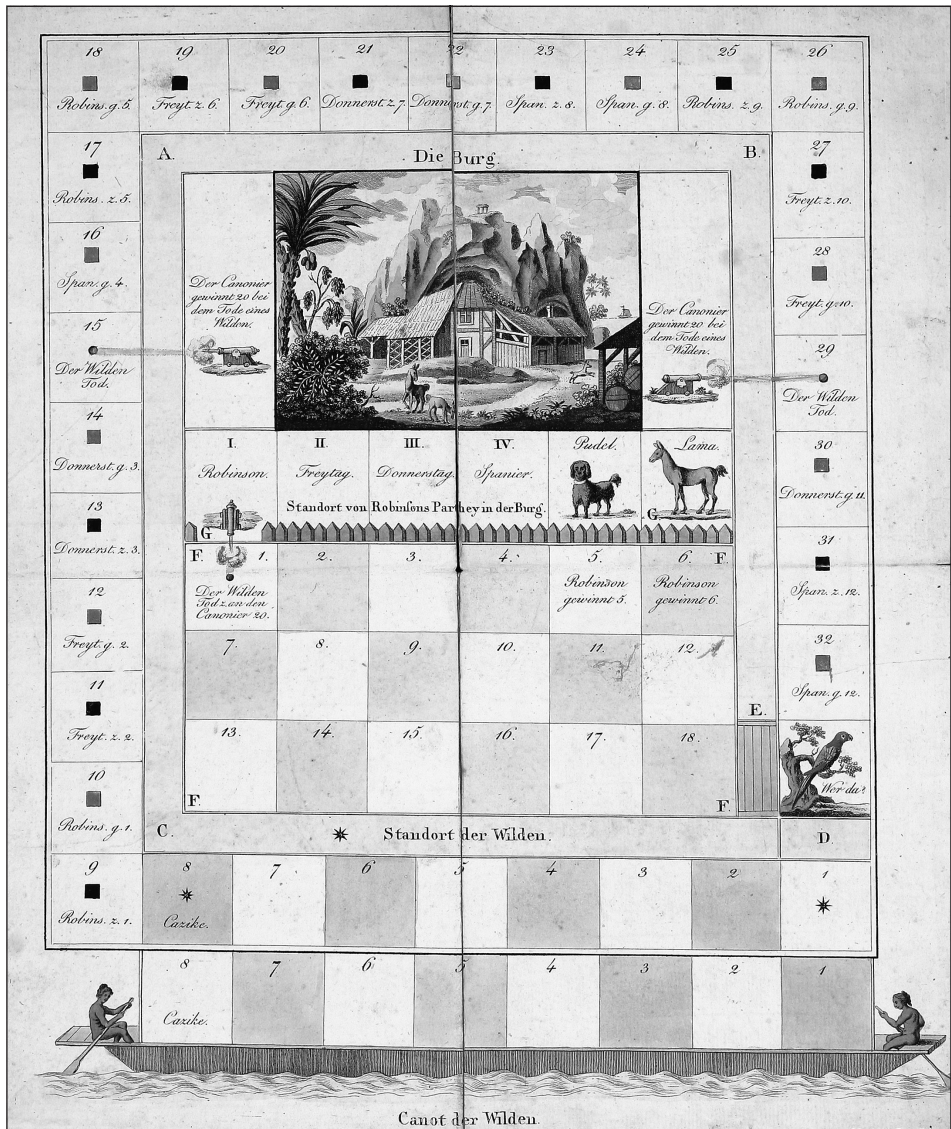 18 19 20 21 22 23 24 25 26
Robins. g. 5. Freyt. z. 6. Freyt. g. 6. Donnerst. z. 7. Donnerst. g. 7. Span. z. 8. Span. g. 8. Robins. z. 9. Robins. g. 9.
17
Robins. z. 5.
16
Span. g. 4.
15
Der Wilden
Tod.
14
Donnerst. g. 3.
13
Donnerst. z. 3.
12
Freyt. g. 2.
11
Freyt. z. 2.
10
Robins. g. 1.
9
Robins. z. 1.
A. Die Burg. B.
Der Canonier
gewinnt 20 bei
dem Tode eines
Wilden.
Der Canonier
gewinnt 20 bei
dem Tode eines
Wilden.
I. II. III. IV. Pudel. Lama.
Robinson. Freytag. Donnerstag. Spanier.
Standort von Robinsons Parthey in der Burg.
G G
F. 1. 2. 3. 4. 5. 6. F.
Der Wilden
Tod z. an den
Canonier 20.
Robinson
gewinnt 5.
Robinson
gewinnt 6.
7. 8. 9. 10. 11. 12.
13. 14. 15. 16. 17. 18.
F. F.
E.
C. Standort der Wilden. D.
27
Freyt. z. 10.
28
Freyt. g. 10.
29
Der Wilden
Tod.
30
Donnerst. g. 11.
31
Span. z. 12.
32
Span. g. 12.
Wer da?
8 7 6 5 4 3 2 1
Cazike.
8 7 6 5 4 3 2 1
Cazike.
Canot der Wilden.